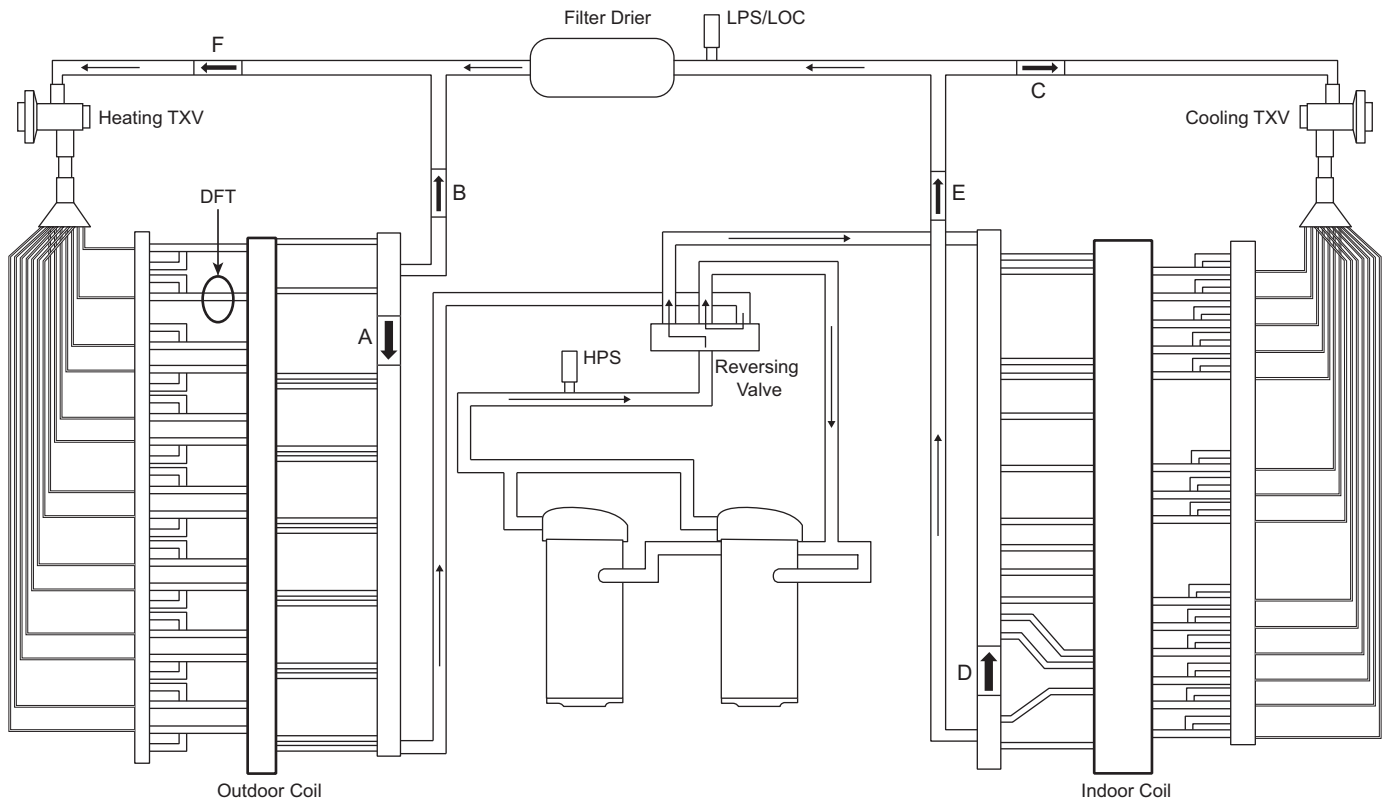 Filter Drier
LPS/LOC
F
C
Heating TXV
Cooling TXV
DFT
B
E
A
HPS
Reversing
Valve
D
Outdoor Coil
Indoor Coil